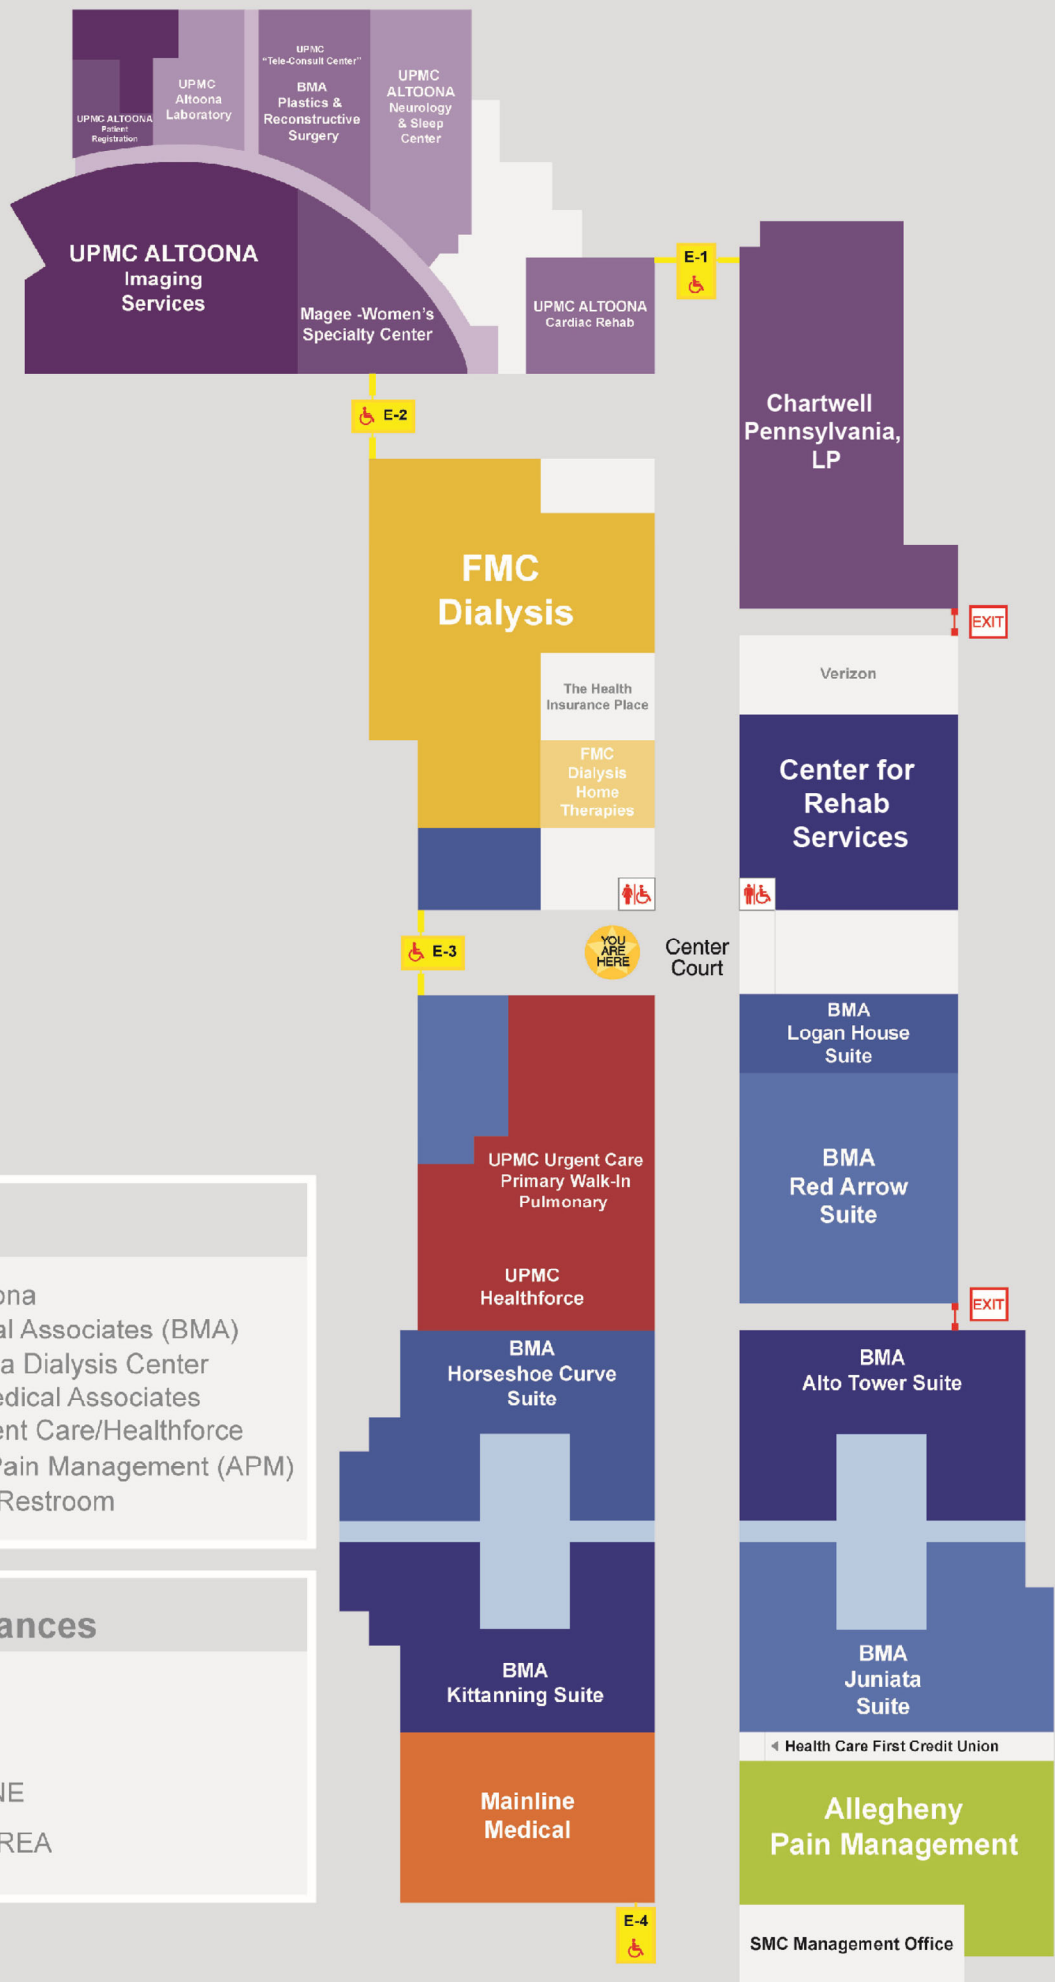 UPMC
"Tele-Consult Center"
BMA
Plastics &
Reconstructive
Surgery
UPMC
ALTOONA
Neurology
& Sleep
Center
UPMC
Altoona
Laboratory
UPMC ALTOONA
Patient
Registration
UPMC ALTOONA
Imaging
Services
Magee -Women's
Specialty Center
UPMC ALTOONA
Cardiac Rehab
E-1
E-2
Chartwell
Pennsylvania,
LP
FMC
Dialysis
EXIT
The Health
Insurance Place
Verizon
FMC
Dialysis
Home
Therapies
Center for
Rehab
Services
E-3
YOU
ARE
HERE
Center
Court
BMA
Logan House
Suite
UPMC Urgent Care
Primary Walk-In
Pulmonary
BMA
Red Arrow
Suite
UPMC
Healthforce
EXIT
BMA
Horseshoe Curve
Suite
BMA
Alto Tower Suite
ona
al Associates (BMA)
a Dialysis Center
edical Associates
ent Care/Healthforce
Pain Management (APM)
Restroom
ances
NE
REA
BMA
Kittanning Suite
BMA
Juniata
Suite
Health Care First Credit Union
Mainline
Medical
Allegheny
Pain Management
E-4
SMC Management Office